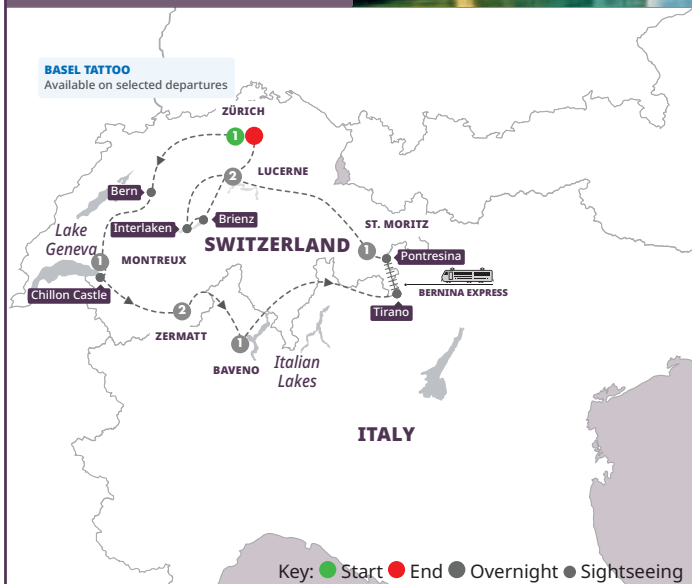 BASEL TATTOO
Available on selected departures
ZÜRICH
1
2
LUCERNE
Bern
Brienz
Interlaken
ST. MORITZ
Lake
Geneva
SWITZERLAND
1
Pontresina
1
MONTREUX
Chillon Castle
BERNINA EXPRESS
2
Tirano
ZERMATT
1
BAVENO
Italian
Lakes
ITALY
Key: Start End Overnight Sightseeing